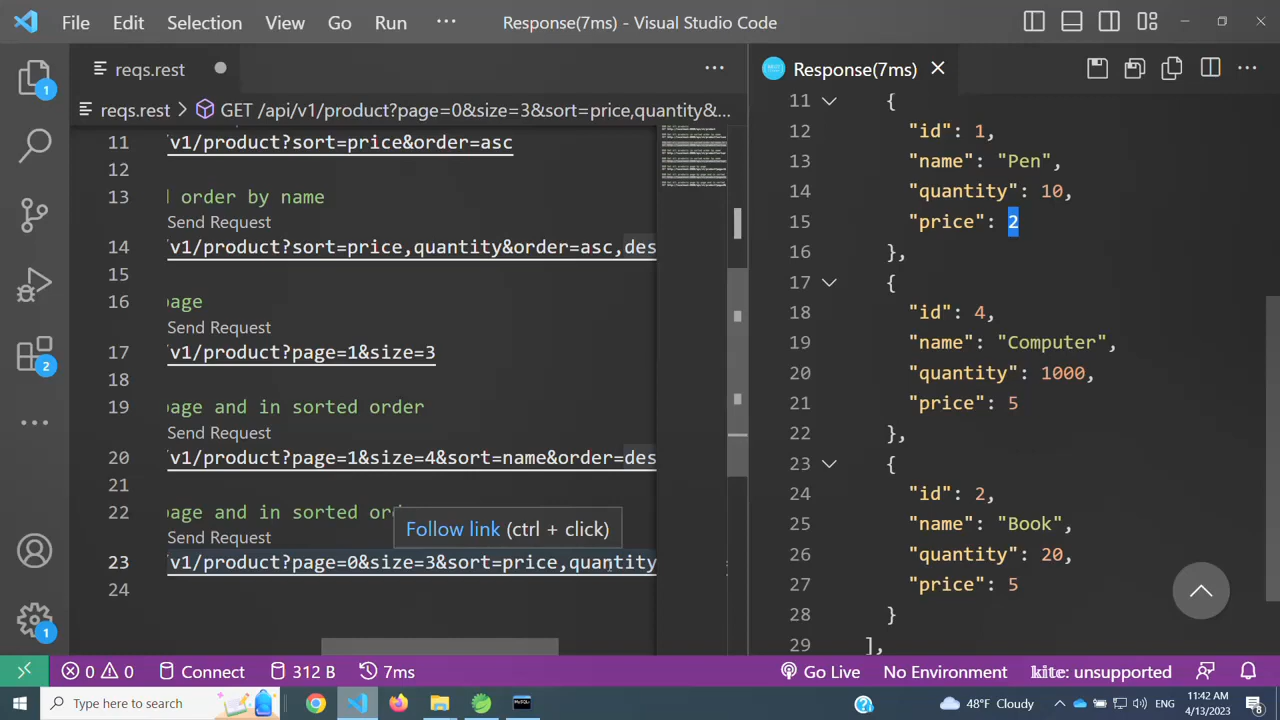 File Edit Selection View Go Run ··· Response(7ms) - Visual Studio Code
reqs.rest
Response(7ms)
reqs.rest > GET /api/v1/product?page=0&size=3&sort=price,quantity&...
11 v1/product?sort=price&order=asc
12
13 order by name
Send Request
14 v1/product?sort=price,quantity&order=asc,des
15
16 page
Send Request
17 v1/product?page=1&size=3
18
19 page and in sorted order
Send Request
20 v1/product?page=1&size=4&sort=name&order=des
21
22 page and in sorted ord
Follow link (ctrl + click)
Send Request
23 v1/product?page=0&size=3&sort=price,quantity
24
11 {
12 "id": 1,
13 "name": "Pen",
14 "quantity": 10,
15 "price": 2
16 },
17 {
18 "id": 4,
19 "name": "Computer",
20 "quantity": 1000,
21 "price": 5
22 },
23 {
24 "id": 2,
25 "name": "Book",
26 "quantity": 20,
27 "price": 5
28 }
29 ],
1
2
1
0 0 Connect 312 B 7ms Go Live No Environment kite: unsupported
Type here to search
48°F Cloudy
ENG
11:42 AM
4/13/2023
8